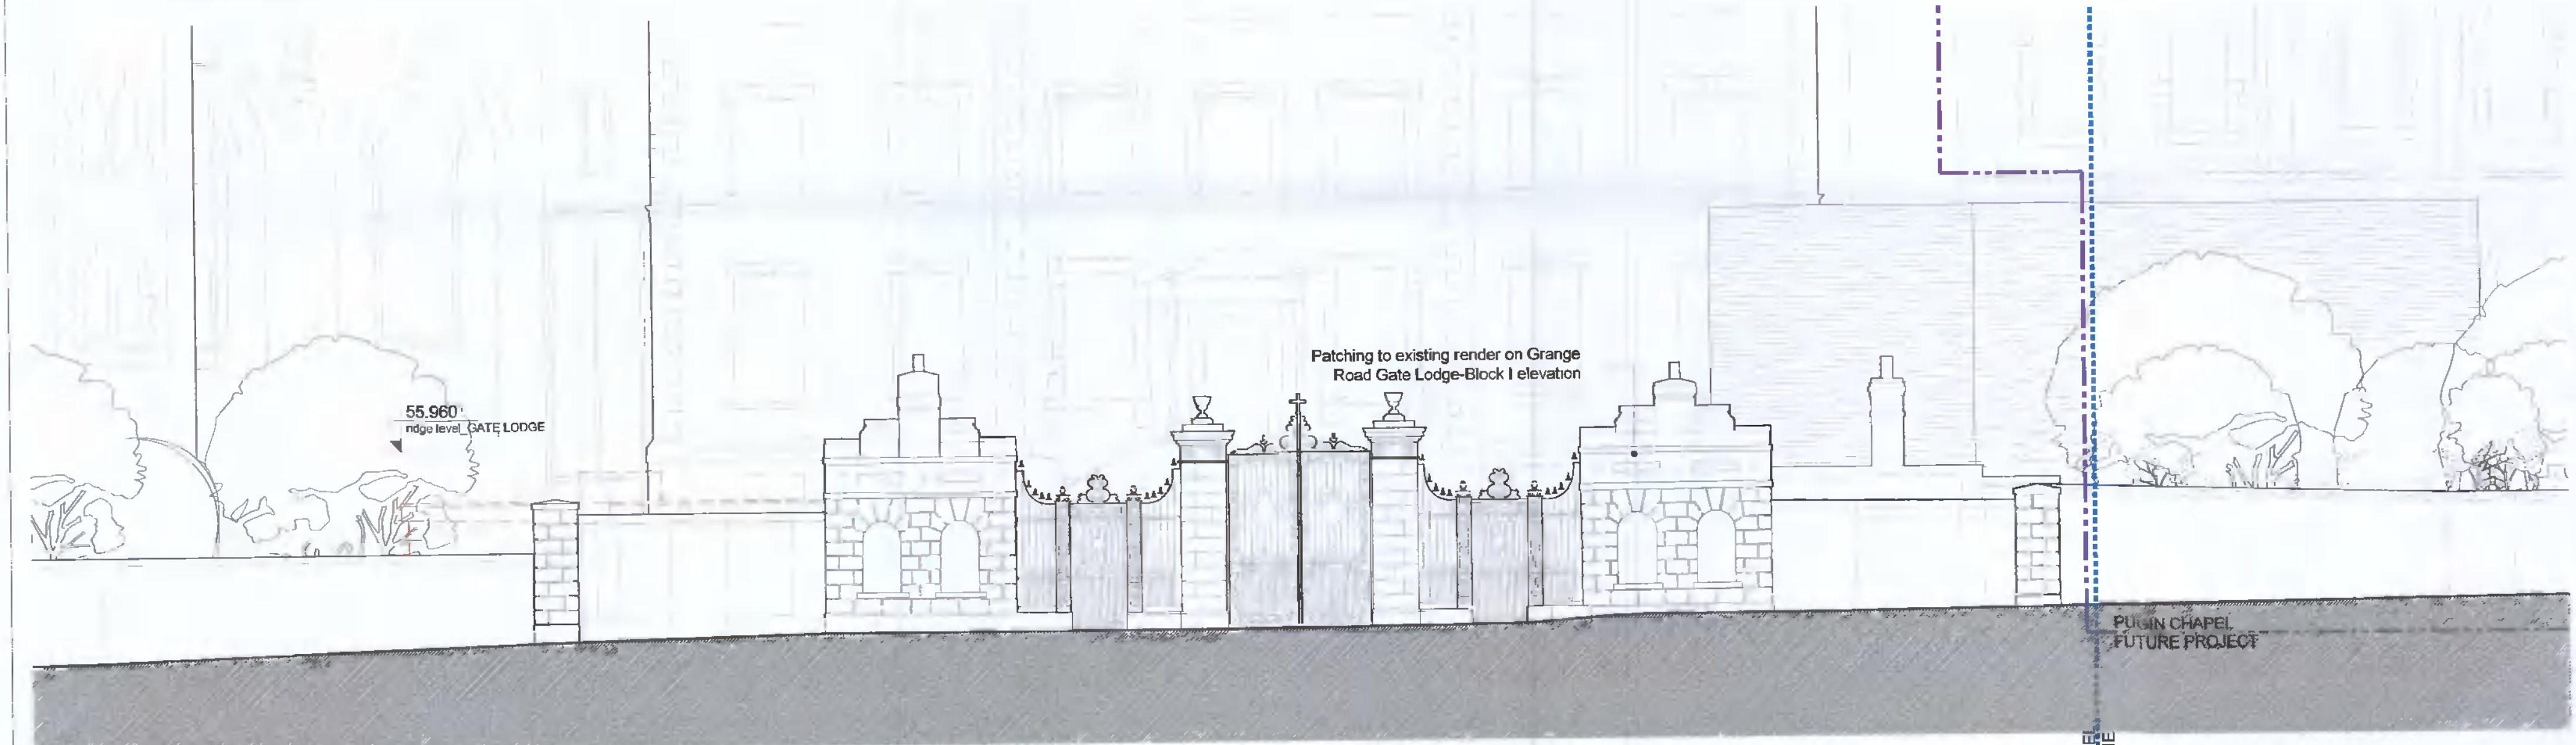 Patching to existing render on Grange
Road Gate Lodge-Block I elevation
55.960
ridge level_GATE LODGE
PUGIN CHAPEL
FUTURE PROJECT